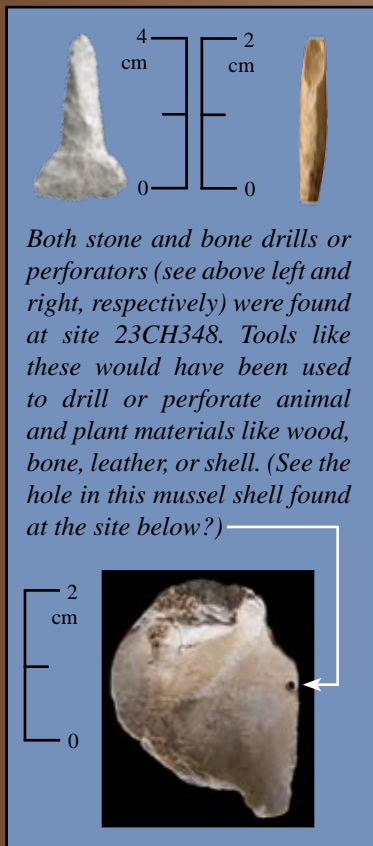 4
cm
0
2
cm
0
Both stone and bone drills or
perforators (see above left and
right, respectively) were found
at site 23CH348. Tools like
these would have been used
to drill or perforate animal
and plant materials like wood,
bone, leather, or shell. (See the
hole in this mussel shell found
at the site below?)
2
cm
0